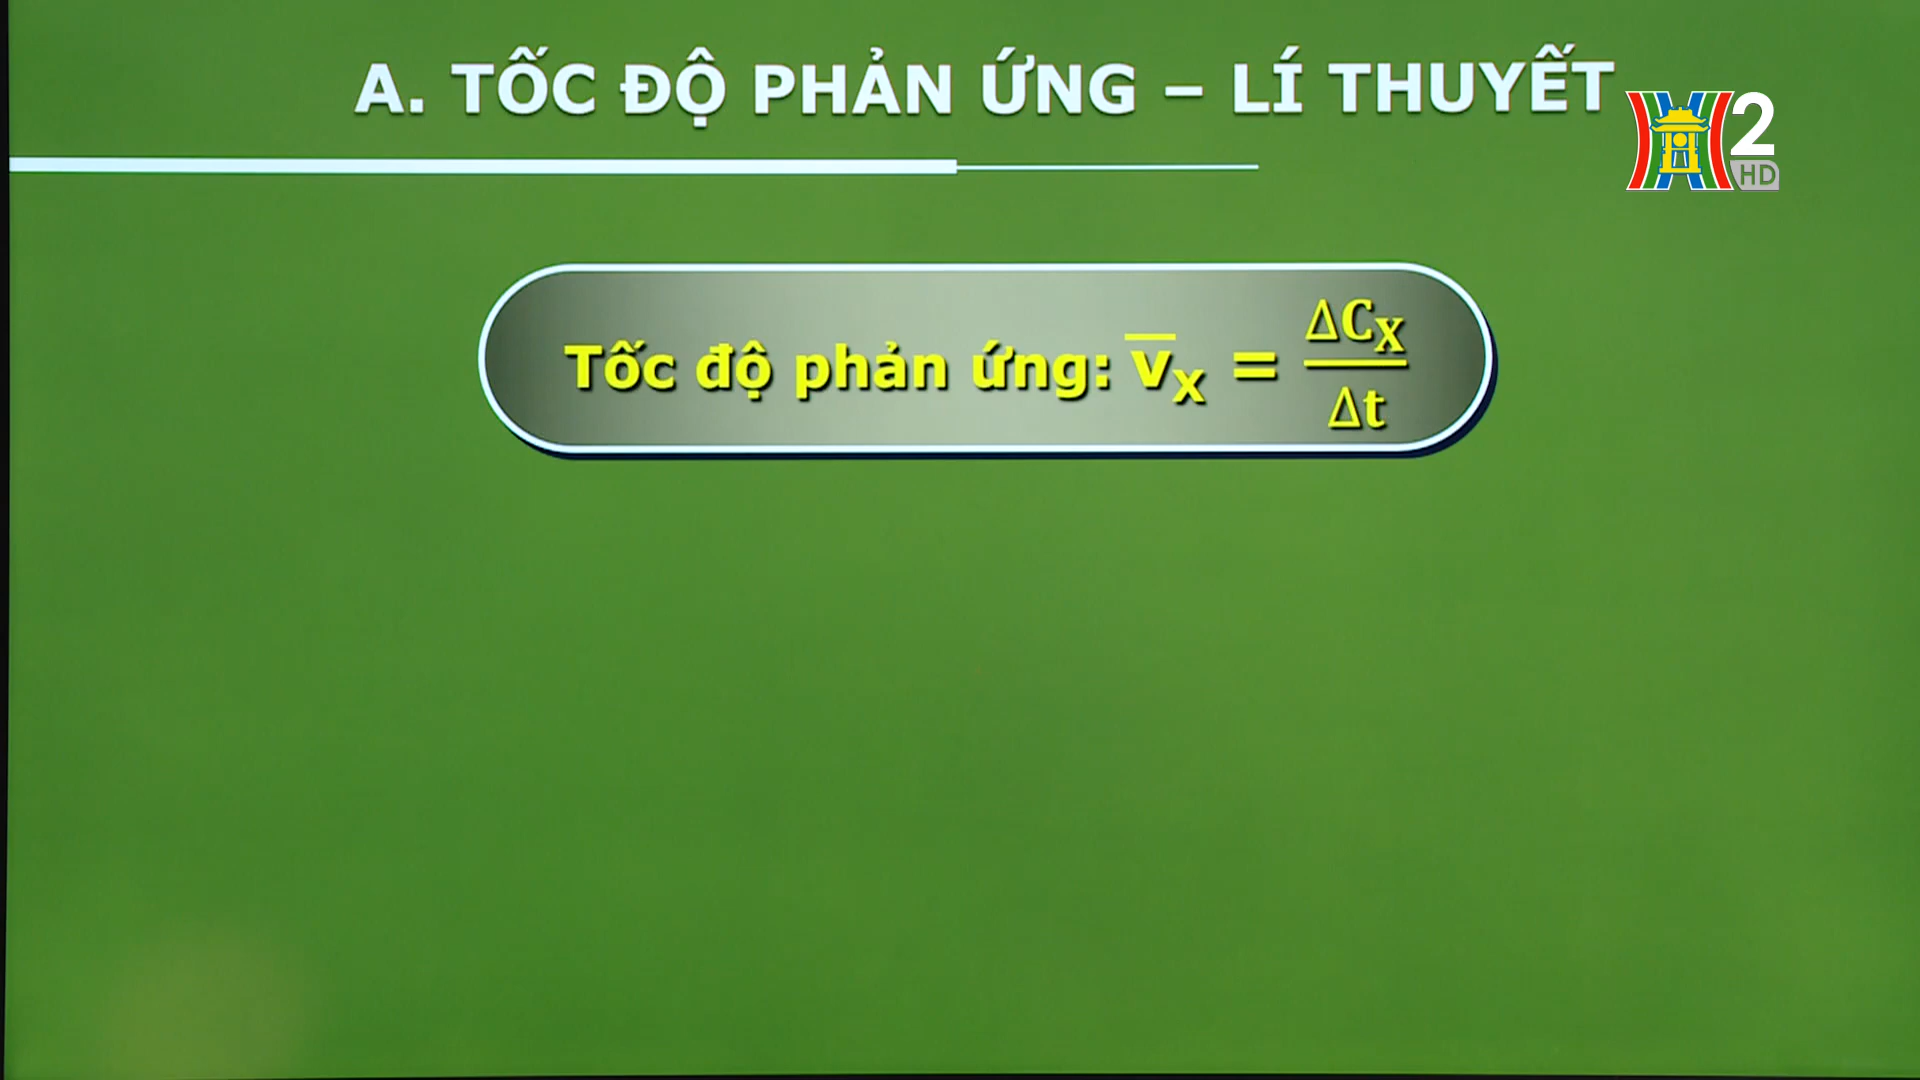 A. TỐC ĐỘ PHẢN ỨNG – LÍ THUYẾT
2
HD
Tốc độ phản ứng: v̅ₓ = ΔCₓ/Δt